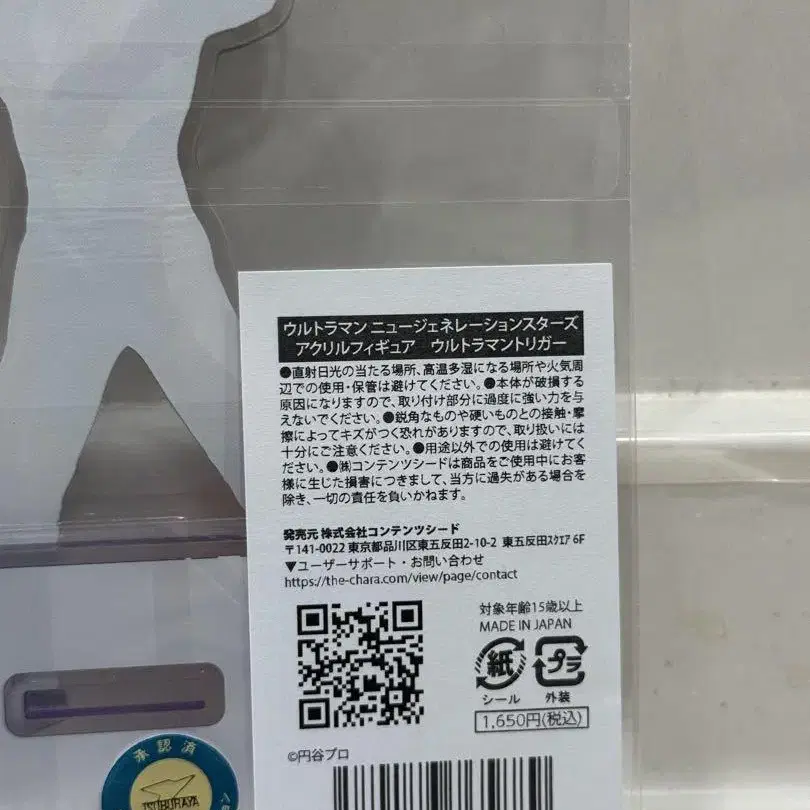 ウルトラマン ニュージェネレーションスターズ
アクリルフィギュア　ウルトラマントリガー
●直射日光の当たる場所、高温多湿になる場所や火気周
辺での使用・保管は避けてください。●本体が破損する
原因になりますので、取り付け部分に過度に強い力を与
えないでください。●鋭角なものや硬いものとの接触・摩
擦によってキズがつく恐れがありますので、取り扱いには
十分にご注意ください。●用途以外での使用は避けてく
ださい。●㈱コンテンツシードは商品をご使用中にお客
様に生じた損害につきまして、当方に過失がある場合を
除き、一切の責任を負いかねます。
発売元 株式会社コンテンツシード
〒141-0022 東京都品川区東五反田2-10-2 東五反田ｽｸｴｱ 6F
▼ユーザーサポート・お問い合わせ
https://the-chara.com/view/page/contact
対象年齢15歳以上
MADE IN JAPAN
紙 プラ
シール 外装
1,650円(税込)
©円谷プロ
承認済
TSUBURAYA